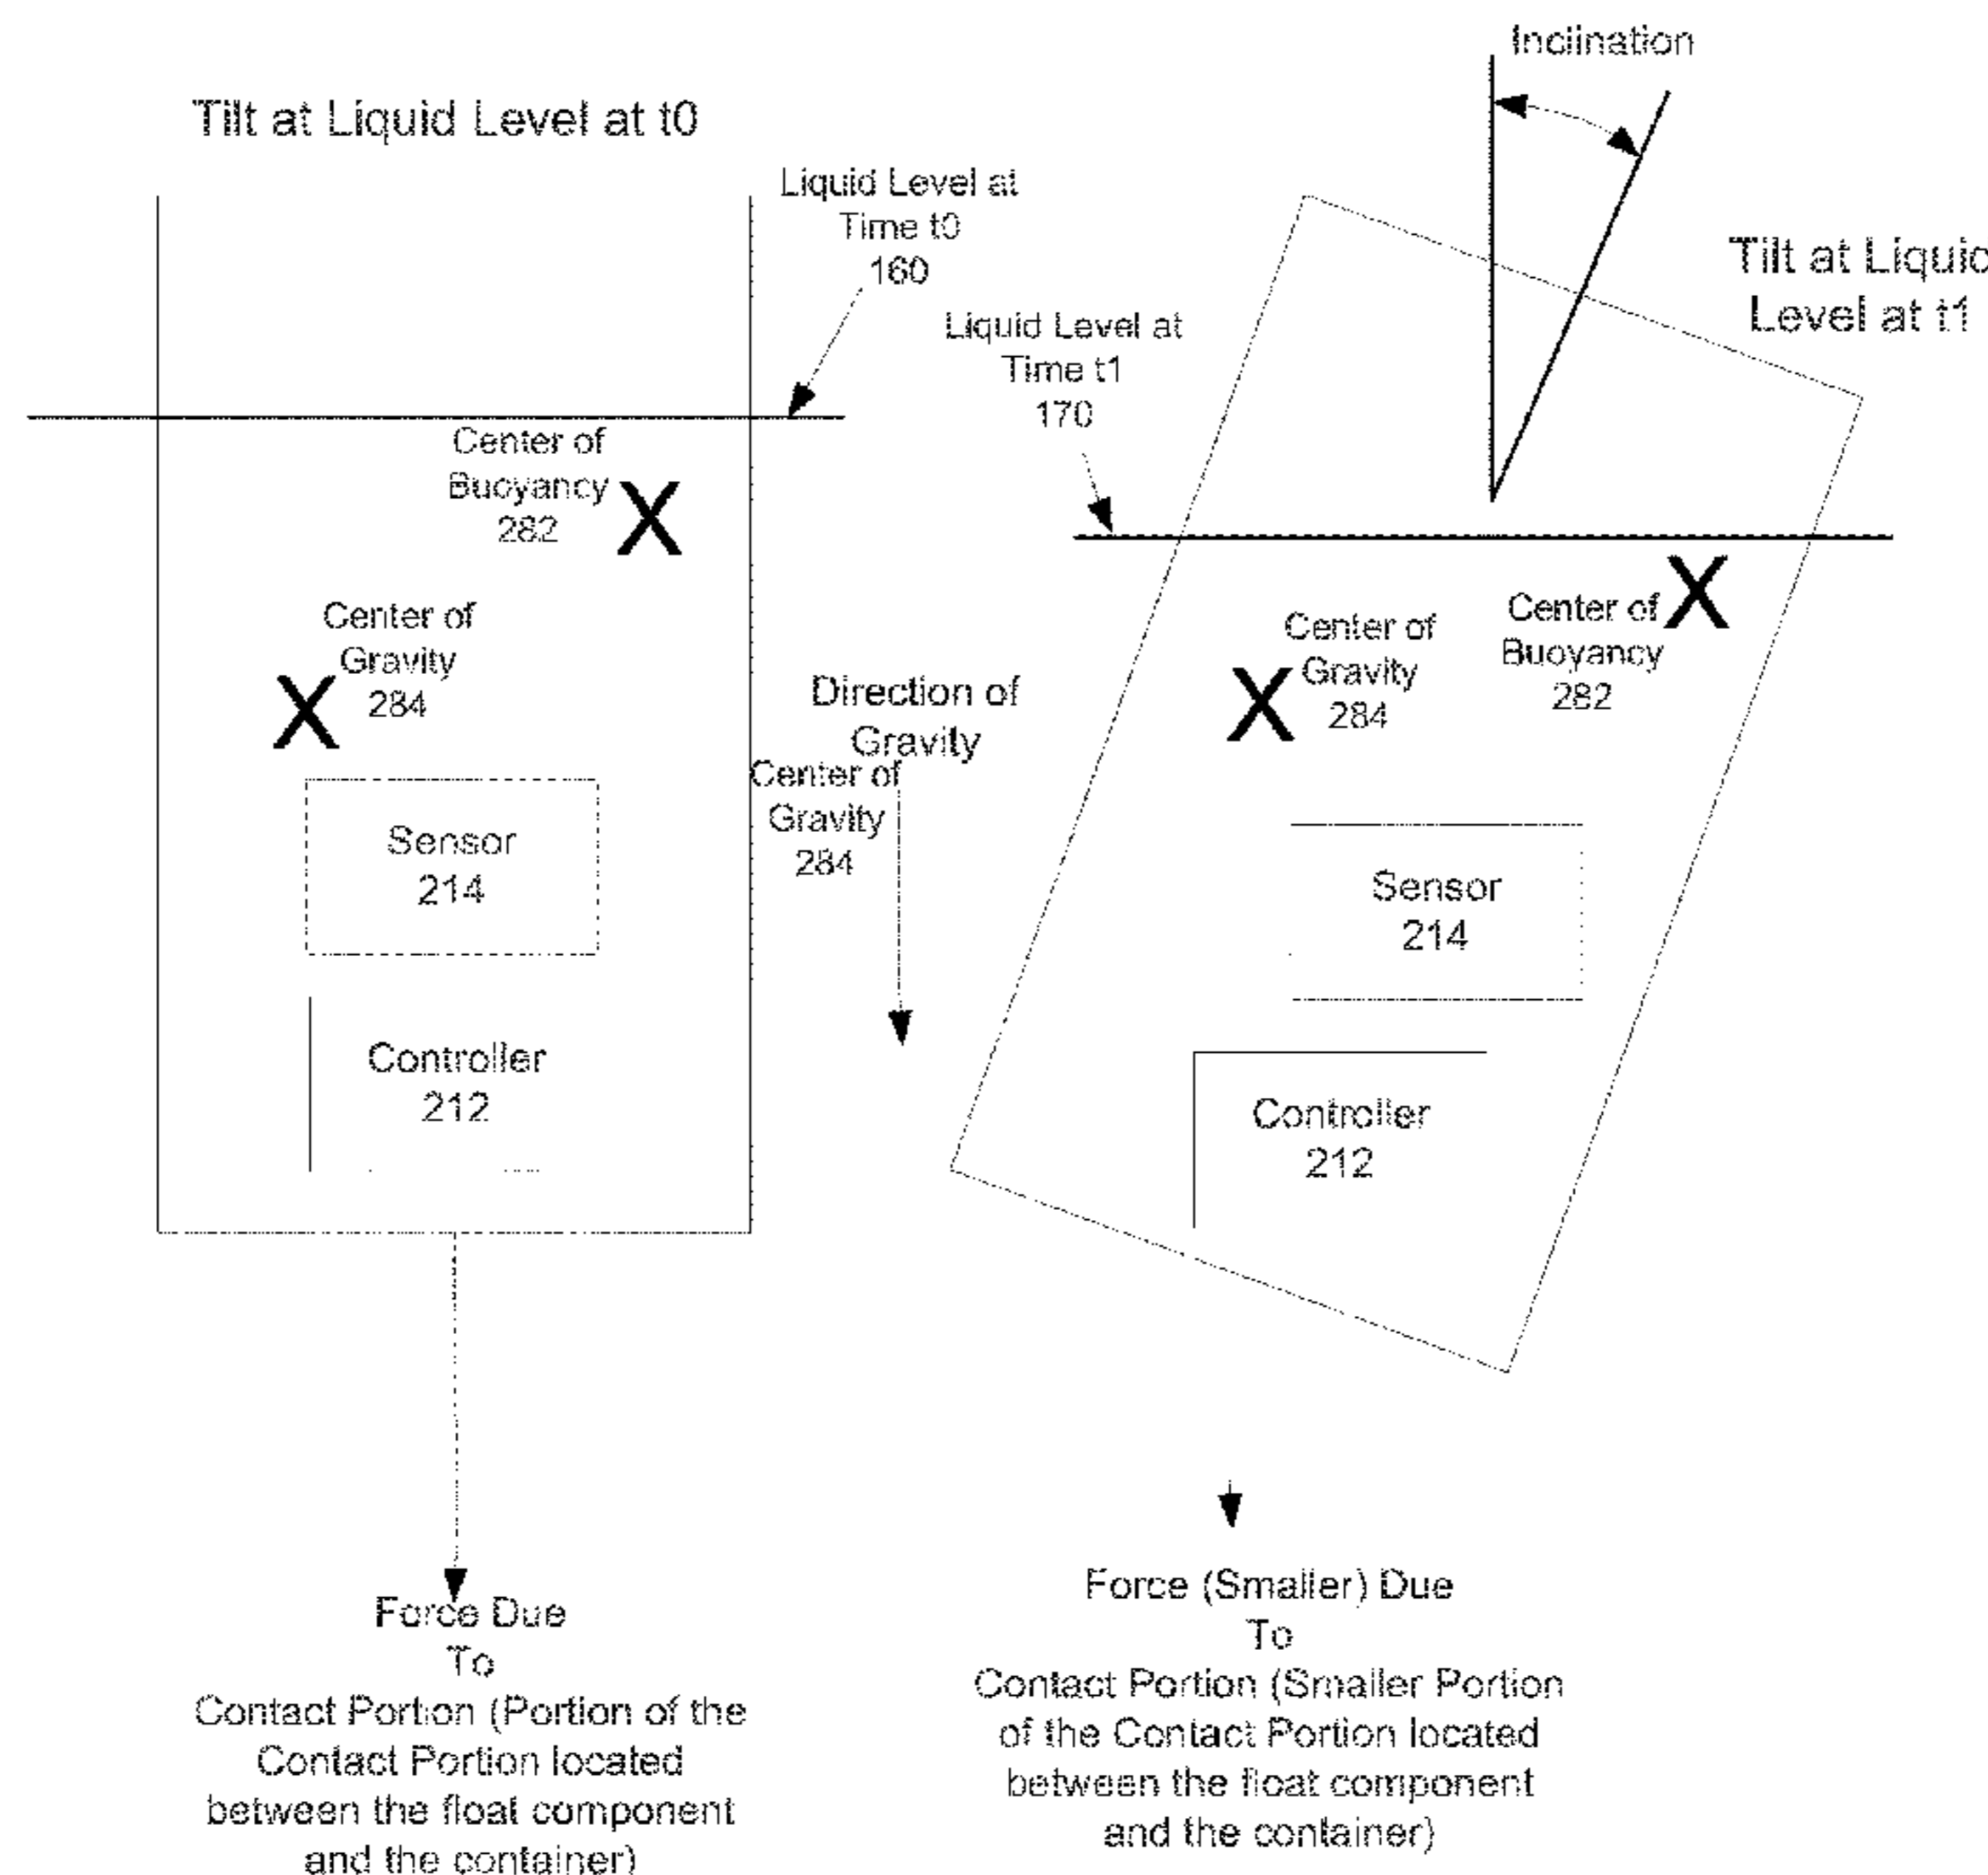 Inclination
Tilt at Liquid Level at t0
Liquid Level at
Time t0
160
Tilt at Liquid
Level at t1
Liquid Level at
Time t1
170
Center of
Buoyancy
282
Center of
Gravity
284
Sensor
214
Controller
212
Direction of
Gravity
Center of
Gravity
284
Center of
Gravity
284
Center of
Buoyancy
282
Sensor
214
Controller
212
Force Due
To
Contact Portion (Portion of the
Contact Portion located
between the float component
and the container)
Force (Smaller) Due
To
Contact Portion (Smaller Portion
of the Contact Portion located
between the float component
and the container)